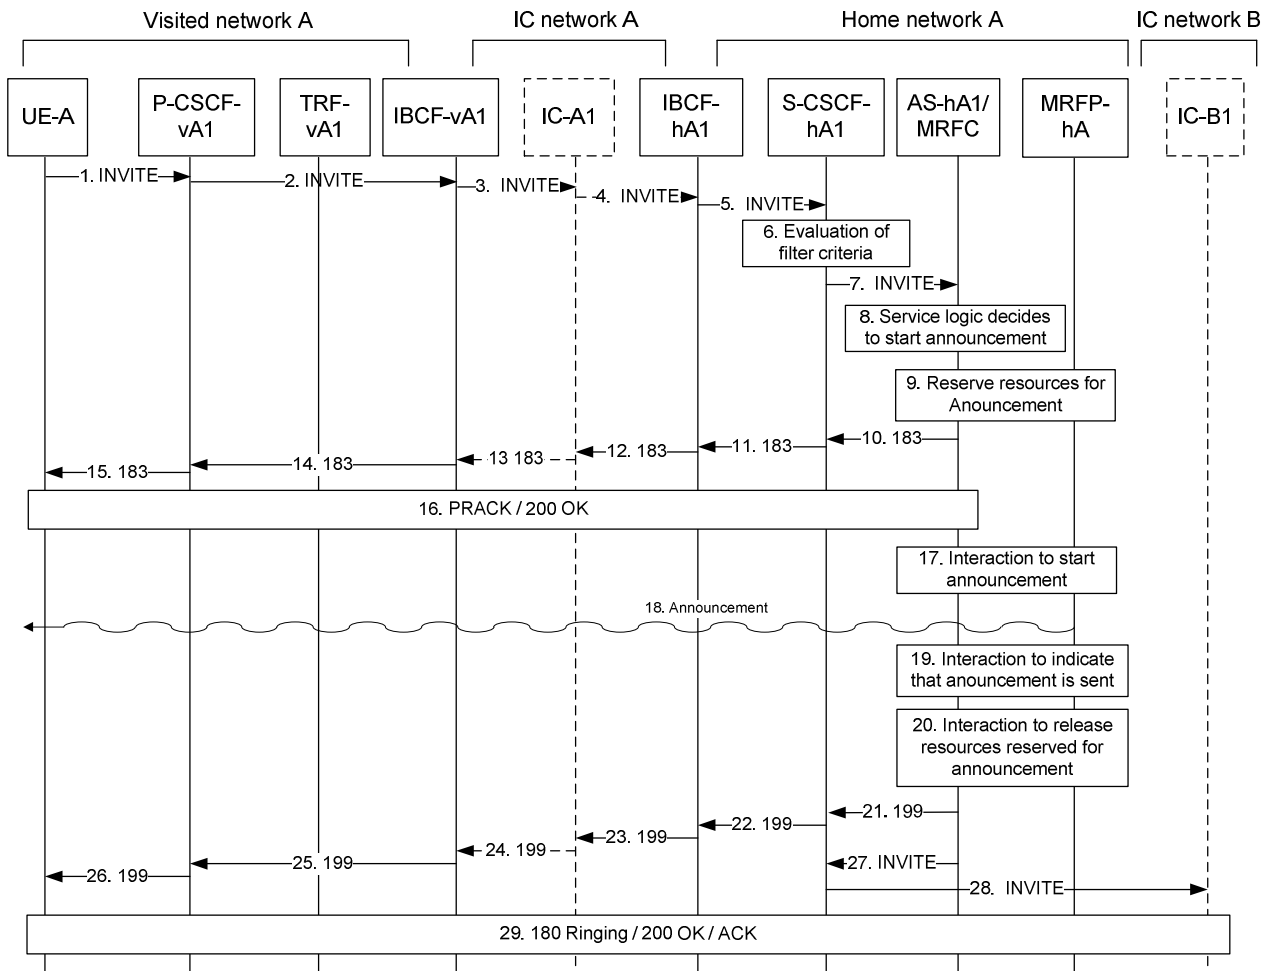 Visited network A
IC network A
Home network A
IC network B
UE-A
P-CSCF-
vA1
TRF-
vA1
IBCF-vA1
IC-A1
IBCF-
hA1
S-CSCF-
hA1
AS-hA1/
MRFC
MRFP-
hA
IC-B1
1. INVITE
2. INVITE
3. INVITE
4. INVITE
5. INVITE
6. Evaluation of
filter criteria
7. INVITE
8. Service logic decides
to start announcement
9. Reserve resources for
Anouncement
10. 183
11. 183
12. 183
13 183
14. 183
15. 183
16. PRACK / 200 OK
17. Interaction to start
announcement
18. Announcement
19. Interaction to indicate
that anouncement is sent
20. Interaction to release
resources reserved for
announcement
21. 199
22. 199
23. 199
24. 199
25. 199
26. 199
27. INVITE
28. INVITE
29. 180 Ringing / 200 OK / ACK